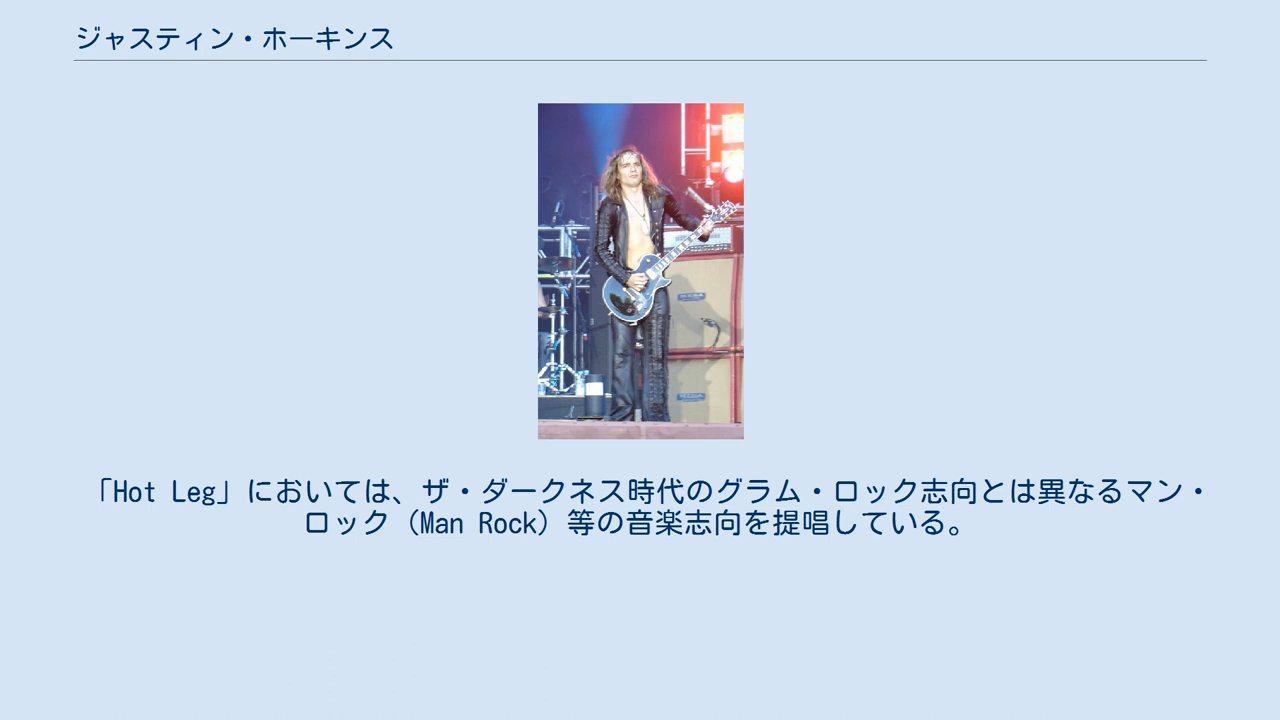 ジャスティン・ホーキンス
「Hot Leg」においては、ザ・ダークネス時代のグラム・ロック志向とは異なるマン・
ロック（Man Rock）等の音楽志向を提唱している。